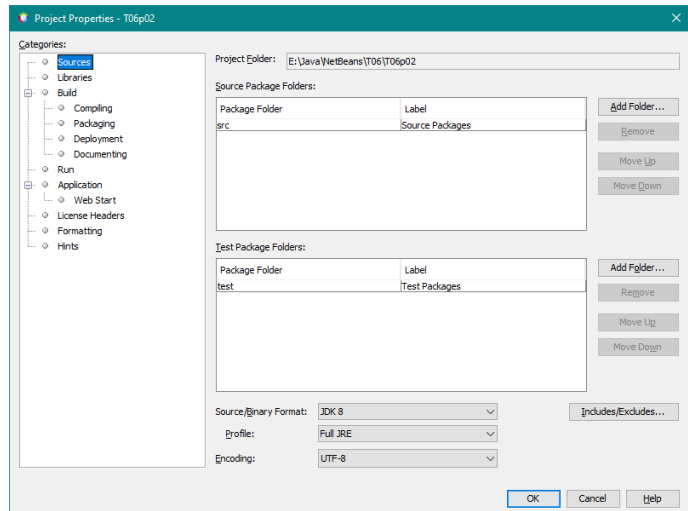 Project Properties - T06p02
Categories:
Sources
Libraries
Build
Compiling
Packaging
Deployment
Documenting
Run
Application
Web Start
License Headers
Formatting
Hints
Project Folder: E:\Java\NetBeans\T06\T06p02
Source Package Folders:
Package Folder Label
src Source Packages
Add Folder...
Remove
Move Up
Move Down
Test Package Folders:
Package Folder Label
test Test Packages
Add Folder...
Remove
Move Up
Move Down
Source/Binary Format: JDK 8 Includes/Excludes...
Profile: Full JRE
Encoding: UTF-8
OK Cancel Help